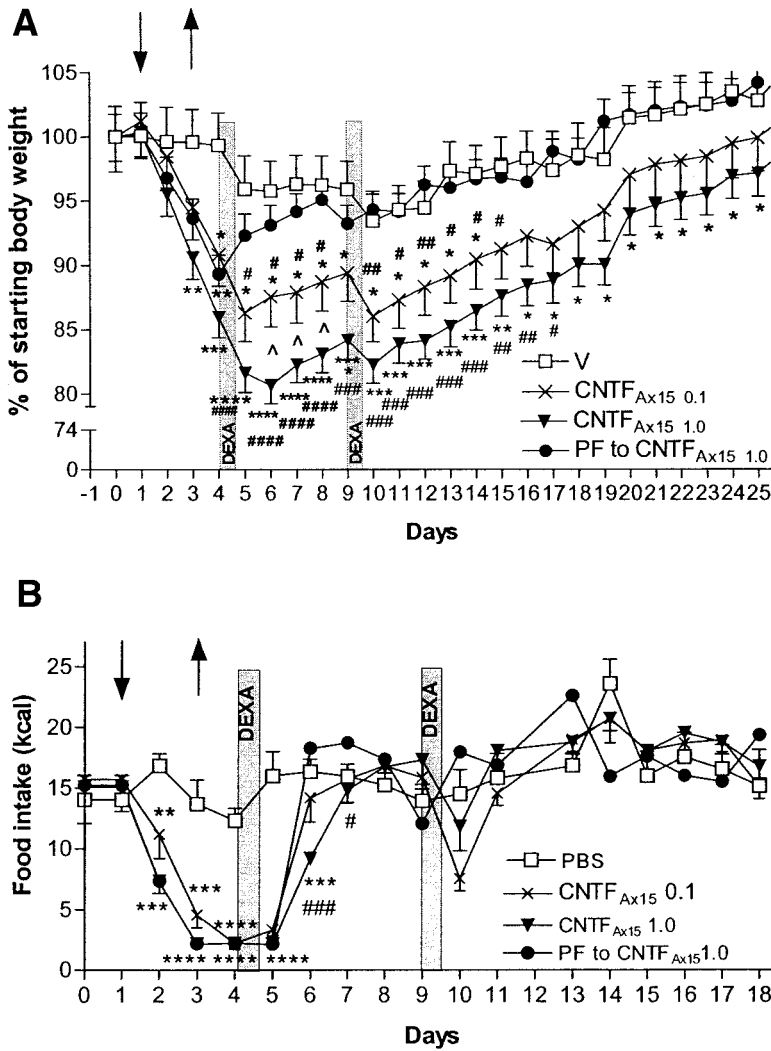 A
105
100
95
90
85
80
74
0
% of starting body weight
* # # # # # # ## # # #
* * * * * * * * * * *
** ** ## * * * * * * * *
*** ^ ^ ^ *** *** *** *** *** *** ** ## #
**** **** **** **** *** ### ### ### ### ### ##
#### #### #### #### ###
DEXA
DEXA
V
CNTFAx15 0.1
CNTFAx15 1.0
PF to CNTFAx15 1.0
-1 0 1 2 3 4 5 6 7 8 9 10 11 12 13 14 15 16 17 18 19 20 21 22 23 24 25
Days
B
25
20
15
10
5
0
Food intake (kcal)
DEXA
DEXA
**
***
***
****
**** **** ****
***
###
#
PBS
CNTFAx15 0.1
CNTFAx15 1.0
PF to CNTFAx15 1.0
0 1 2 3 4 5 6 7 8 9 10 11 12 13 14 15 16 17 18
Days